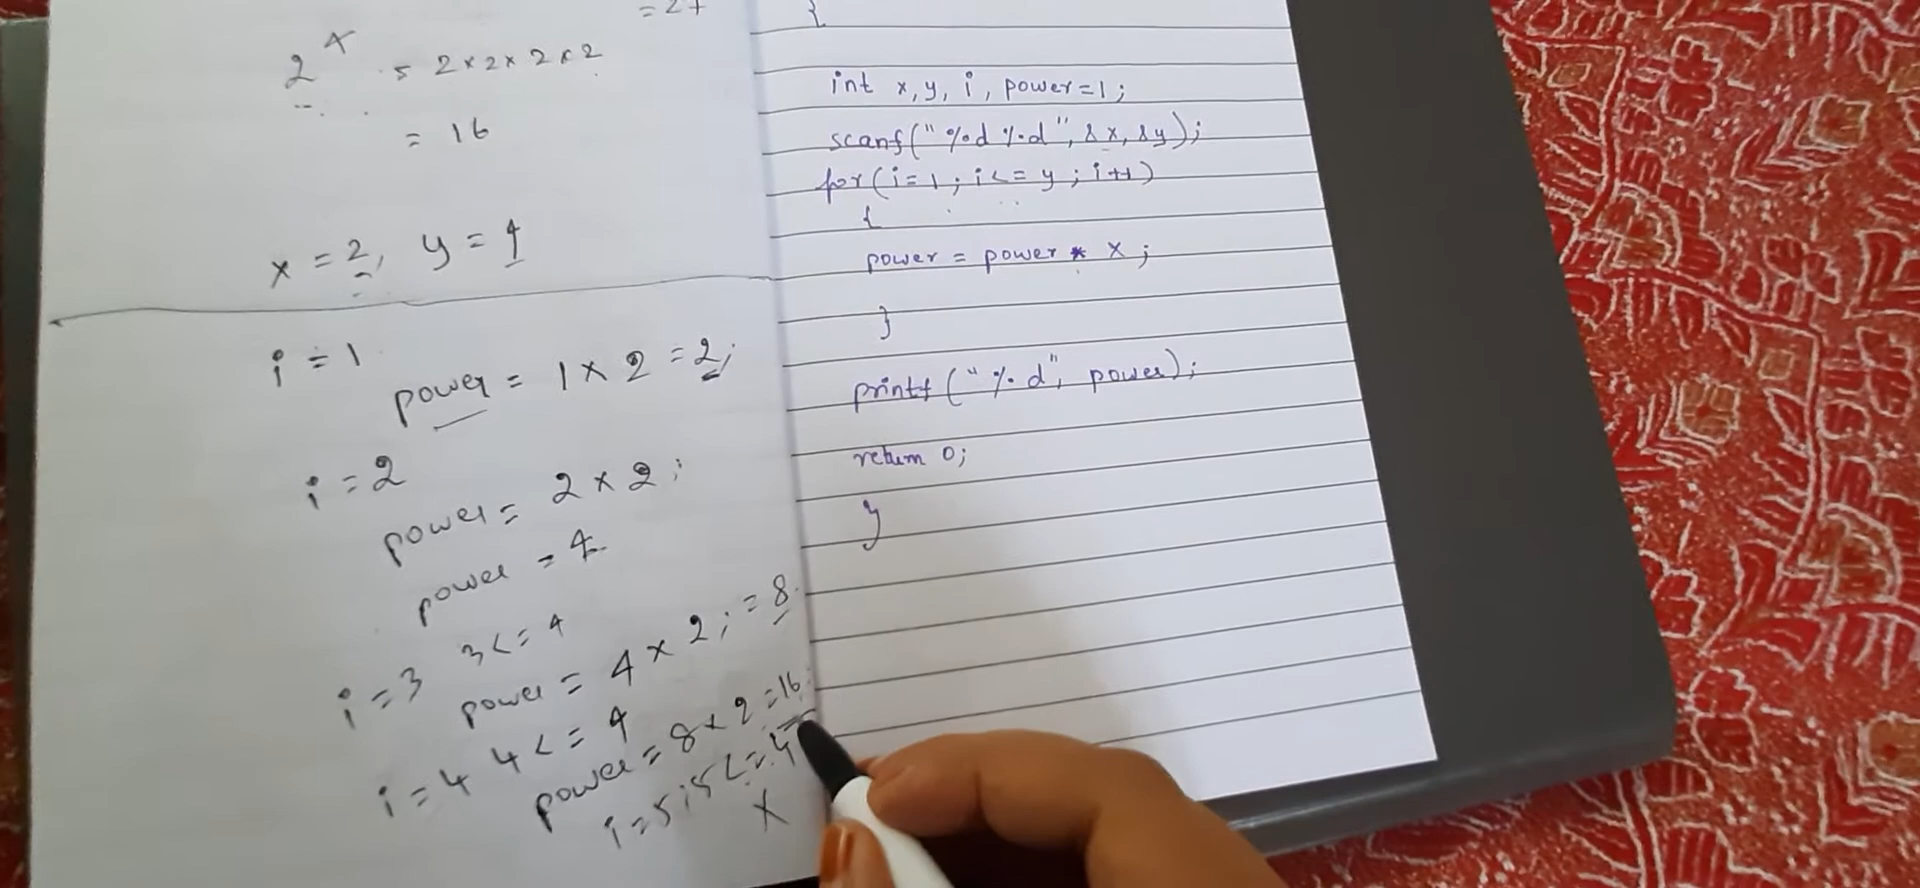 = 27
2^4 = 2 x 2 x 2 x 2
= 16
x = 2, y = 4
i = 1
power = 1 x 2 = 2;
i = 2
power = 2 x 2;
power = 4
i = 3 3 <= 4
power = 4 x 2; = 8
i = 4 4 <= 4
power = 8 x 2 = 16
i = 5; 5 <= 4
X
{
int x, y, i, power=1;
scanf("%d %d", &x, &y);
for(i=1; i<= y; i++)
{
power = power * x;
}
printf("%d", power);
return 0;
}